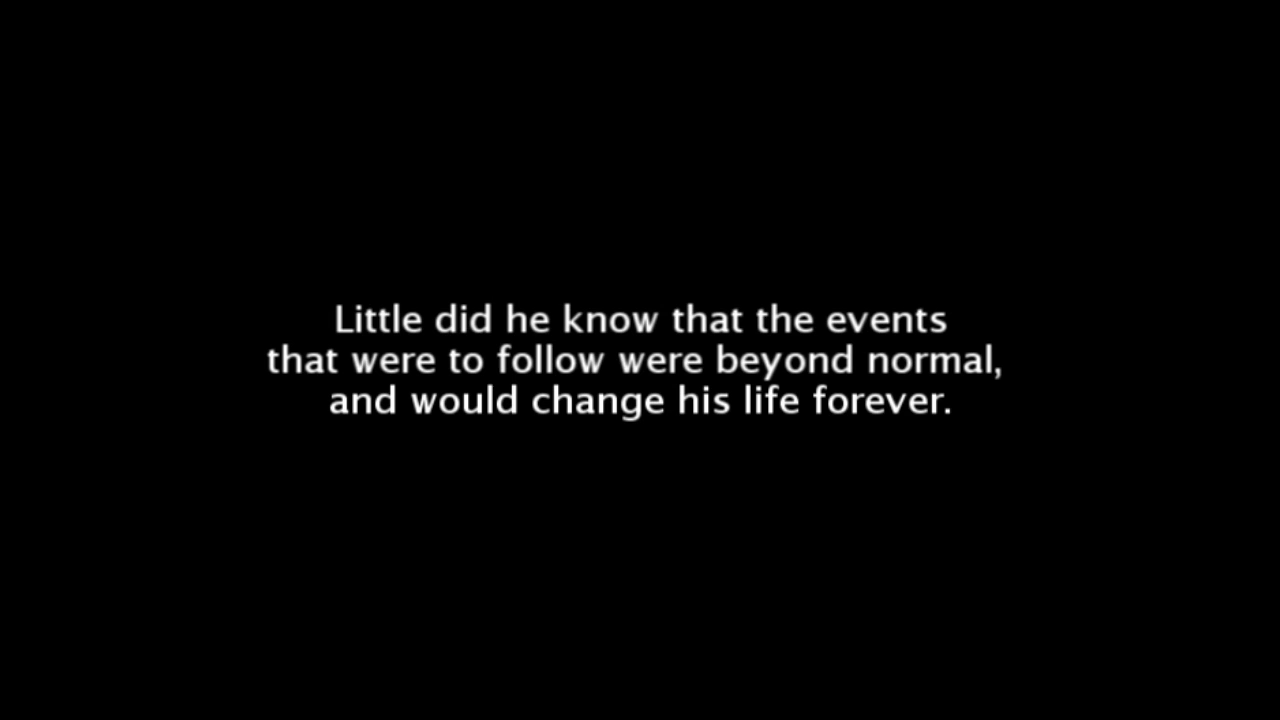 Little did he know that the events
that were to follow were beyond normal,
and would change his life forever.